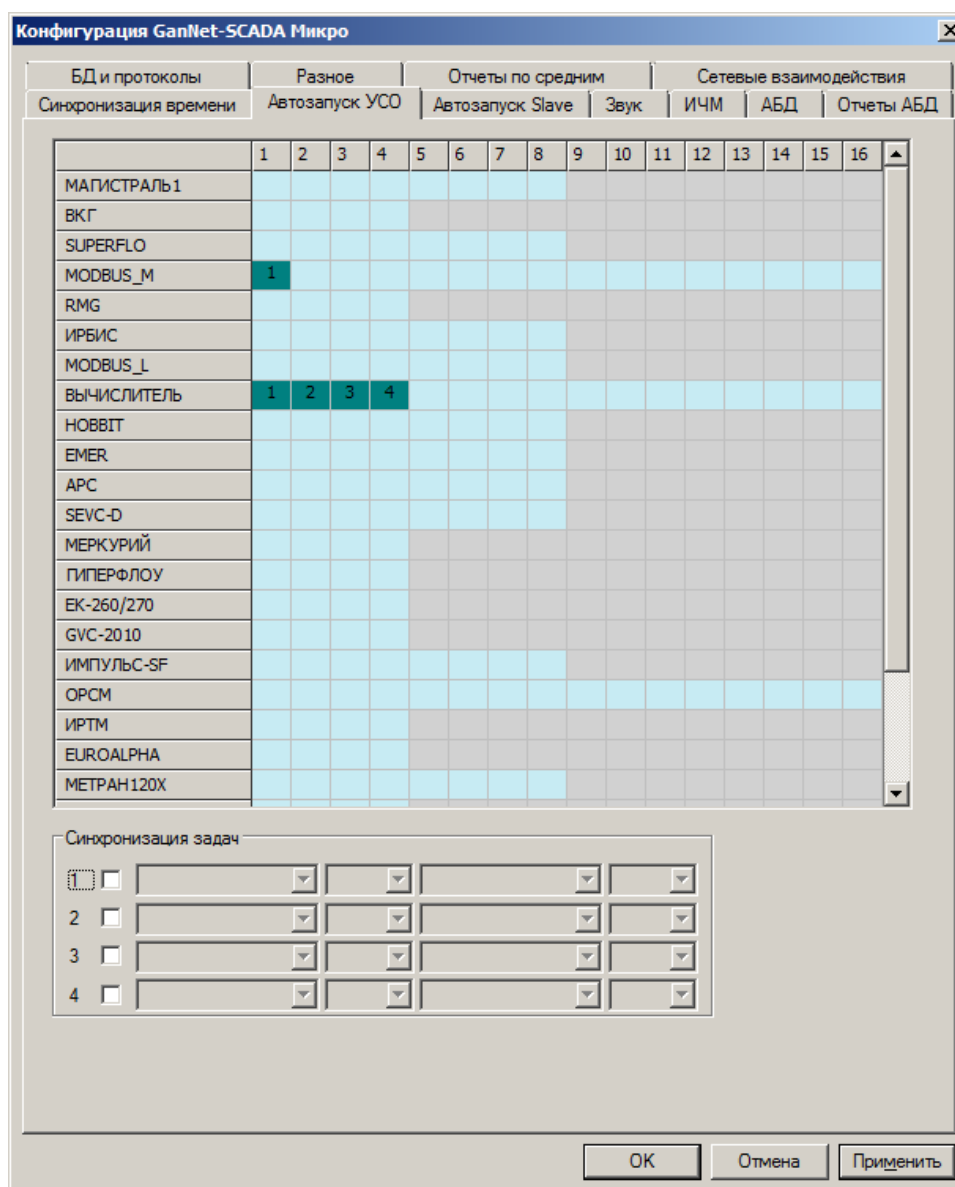 Конфигурация GanNet-SCADA Микро
БД и протоколы Разное Отчеты по средним Сетевые взаимодействия
Синхронизация времени Автозапуск УСО Автозапуск Slave Звук ИЧМ АБД Отчеты АБД
1 2 3 4 5 6 7 8 9 10 11 12 13 14 15 16
МАГИСТРАЛЬ1
ВКГ
SUPERFLO
MODBUS_M 1
RMG
ИРБИС
MODBUS_L
ВЫЧИСЛИТЕЛЬ 1 2 3 4
HOBBIT
EMER
АРС
SEVC-D
МЕРКУРИЙ
ГИПЕРФЛОУ
ЕК-260/270
GVC-2010
ИМПУЛЬС-SF
OPCM
ИРТМ
EUROALPHA
МЕТРАН120Х
Синхронизация задач
1
2
3
4
OK Отмена Применить